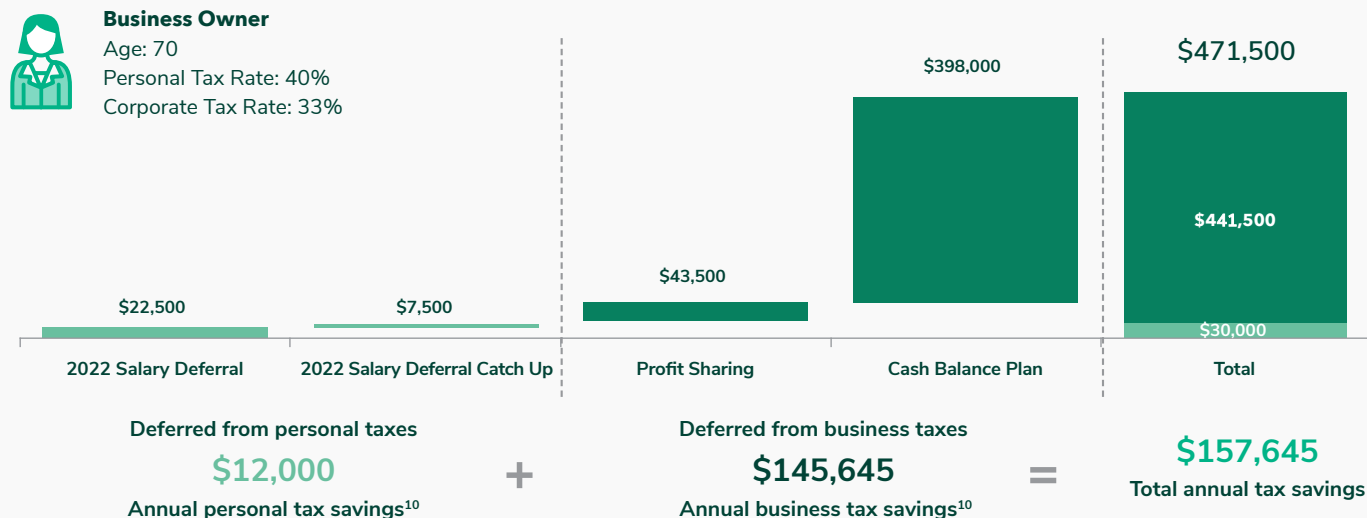 Business Owner
Age: 70
Personal Tax Rate: 40%
Corporate Tax Rate: 33%
$22,500
$7,500
$43,500
$398,000
$471,500
$441,500
$30,000
2022 Salary Deferral
2022 Salary Deferral Catch Up
Profit Sharing
Cash Balance Plan
Total
Deferred from personal taxes
$12,000
Annual personal tax savings¹⁰
+
Deferred from business taxes
$145,645
Annual business tax savings¹⁰
=
$157,645
Total annual tax savings